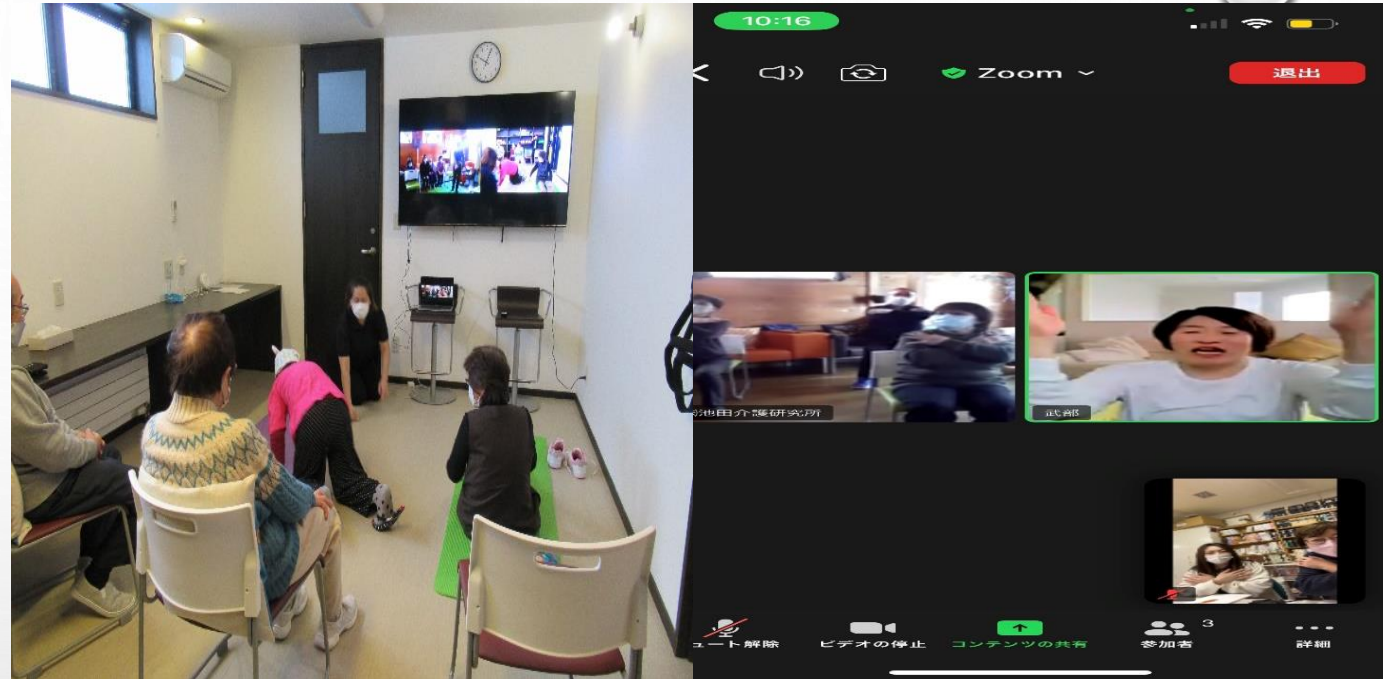 10:16
Zoom
退出
池田介護研究所
武部
ュート解除
ビデオの停止
コンテンツの共有
参加者
3
詳細